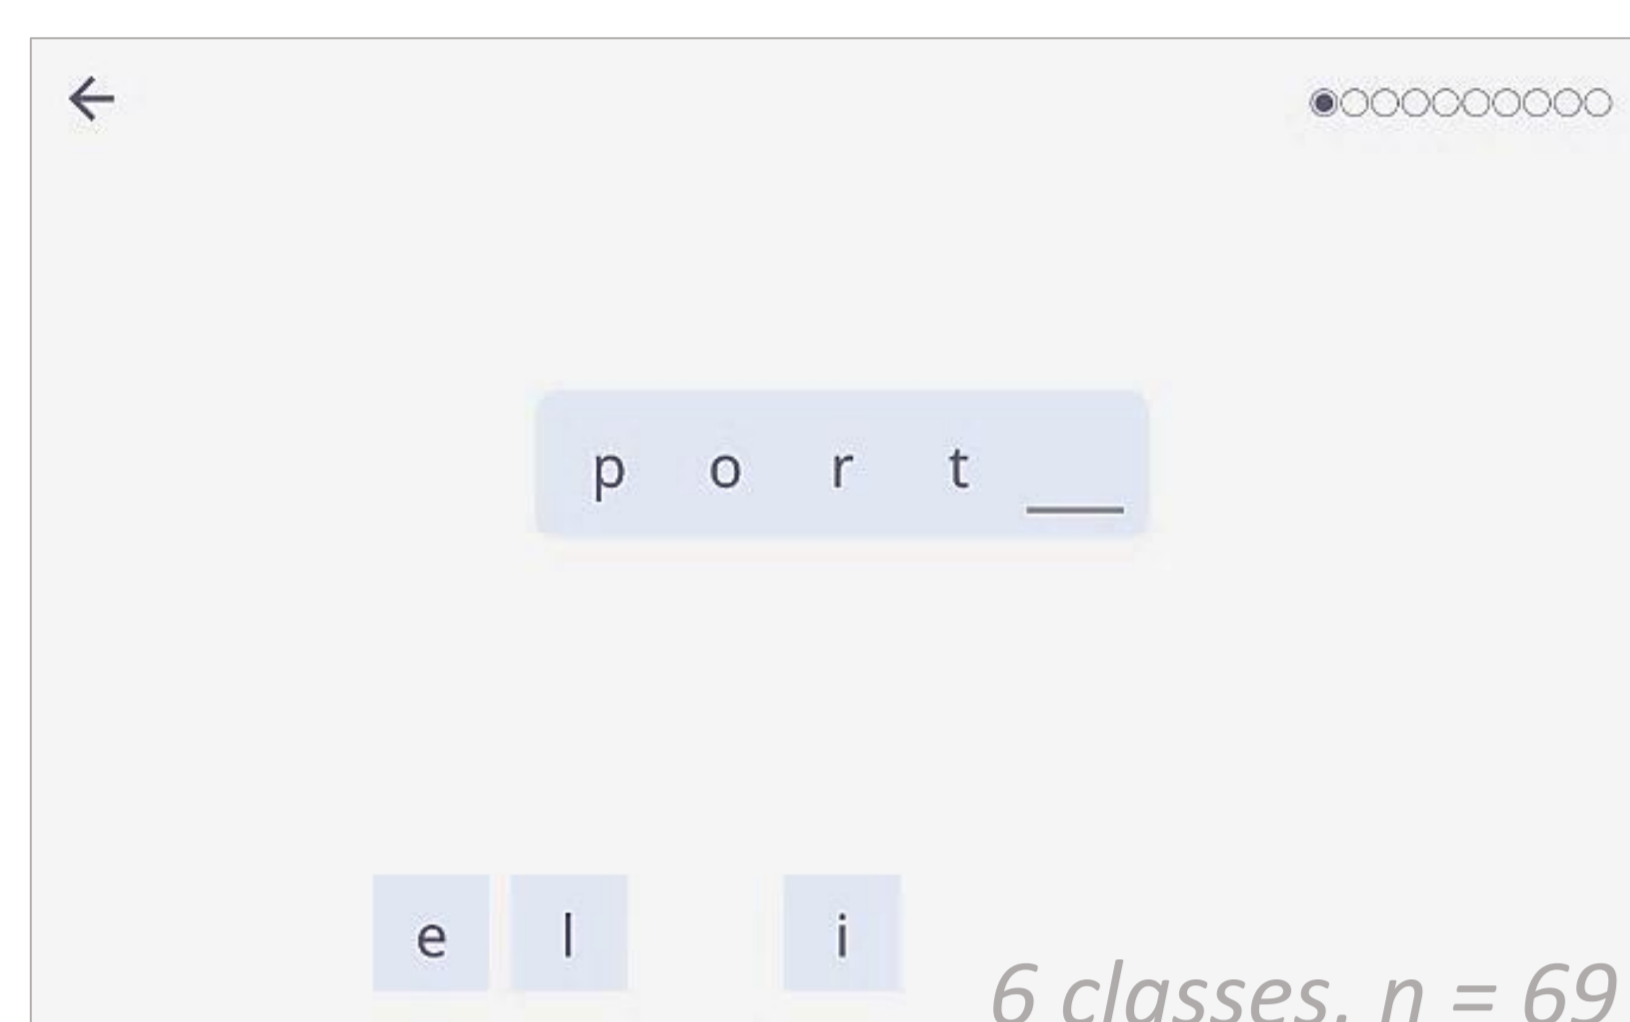 p o r t __
e l i
6 classes, n = 69